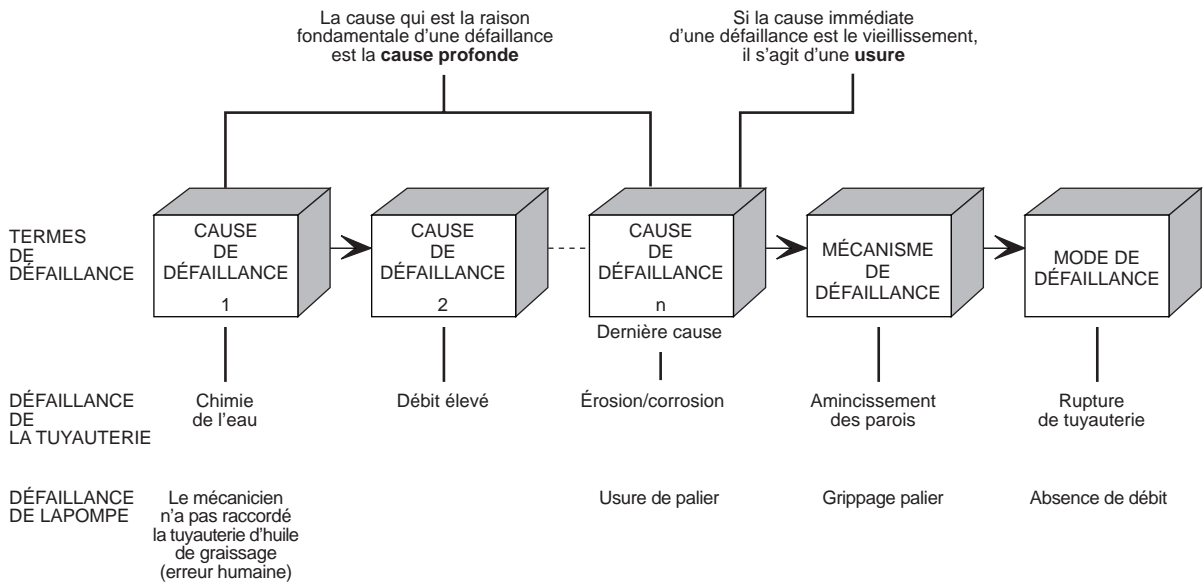 La cause qui est la raison
fondamentale d'une défaillance
est la cause profonde
Si la cause immédiate
d'une défaillance est le vieillissement,
il s'agit d'une usure
TERMES
DE
DÉFAILLANCE
CAUSE
DE
DÉFAILLANCE
1
CAUSE
DE
DÉFAILLANCE
2
CAUSE
DE
DÉFAILLANCE
n
Dernière cause
MÉCANISME
DE
DÉFAILLANCE
MODE DE
DÉFAILLANCE
DÉFAILLANCE
DE
LA TUYAUTERIE
Chimie
de l'eau
Débit élevé
Érosion/corrosion
Amincissement
des parois
Rupture
de tuyauterie
DÉFAILLANCE
DE LAPOMPE
Le mécanicien
n'a pas raccordé
la tuyauterie d'huile
de graissage
(erreur humaine)
Usure de palier
Grippage palier
Absence de débit